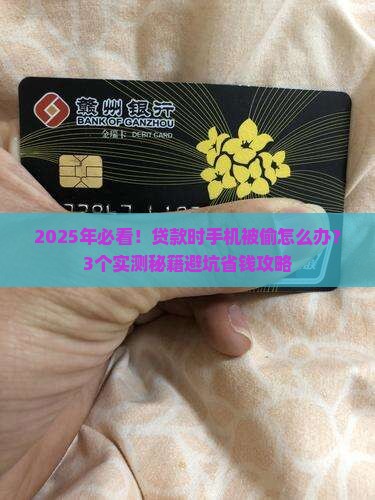 赣州银行
BANK OF GANZHOU
金瑞卡 DEBIT CARD
2025年必看！贷款时手机被偷怎么办？
3个实测秘籍避坑省钱攻略